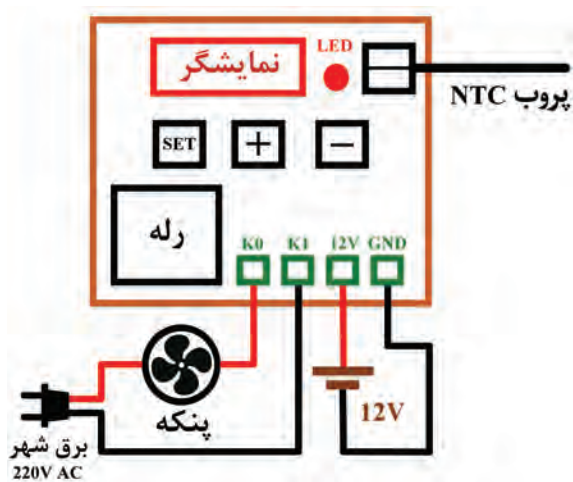 نمایشگر
LED
پروب NTC
SET
+
−
رله
K0
K1
12V
GND
پنکه
12V
برق شهر
220V AC